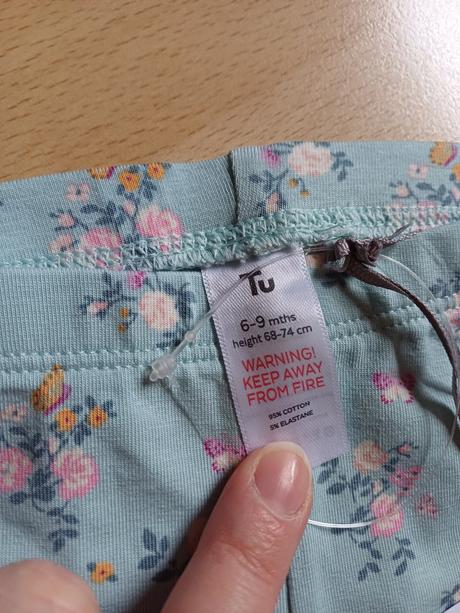 Tu
6-9 mths
height 68-74 cm
WARNING!
KEEP AWAY
FROM FIRE
95% COTTON
5% ELASTANE